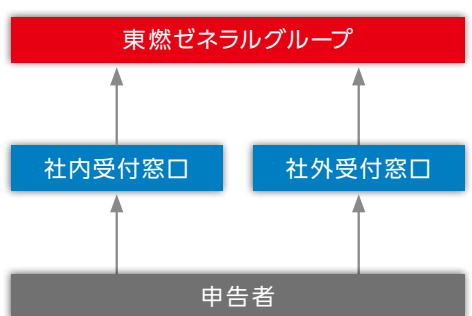 東燃ゼネラルグループ
社内受付窓口
社外受付窓口
申告者